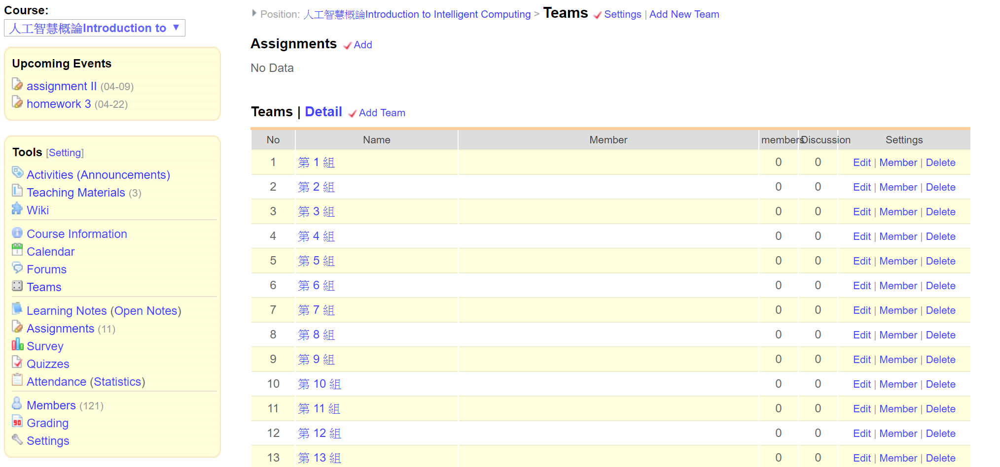 Course:
人工智慧概論Introduction to ▼
Upcoming Events
assignment II (04-09)
homework 3 (04-22)
Tools [Setting]
Activities (Announcements)
Teaching Materials (3)
Wiki
Course Information
Calendar
Forums
Teams
Learning Notes (Open Notes)
Assignments (11)
Survey
Quizzes
Attendance (Statistics)
Members (121)
90 Grading
Settings
Position: 人工智慧概論Introduction to Intelligent Computing > Teams Settings | Add New Team
Assignments Add
No Data
Teams | Detail Add Team
No Name Member members Discussion Settings
1 第 1 組 0 0 Edit | Member | Delete
2 第 2 組 0 0 Edit | Member | Delete
3 第 3 組 0 0 Edit | Member | Delete
4 第 4 組 0 0 Edit | Member | Delete
5 第 5 組 0 0 Edit | Member | Delete
6 第 6 組 0 0 Edit | Member | Delete
7 第 7 組 0 0 Edit | Member | Delete
8 第 8 組 0 0 Edit | Member | Delete
9 第 9 組 0 0 Edit | Member | Delete
10 第 10 組 0 0 Edit | Member | Delete
11 第 11 組 0 0 Edit | Member | Delete
12 第 12 組 0 0 Edit | Member | Delete
13 第 13 組 0 0 Edit | Member | Delete